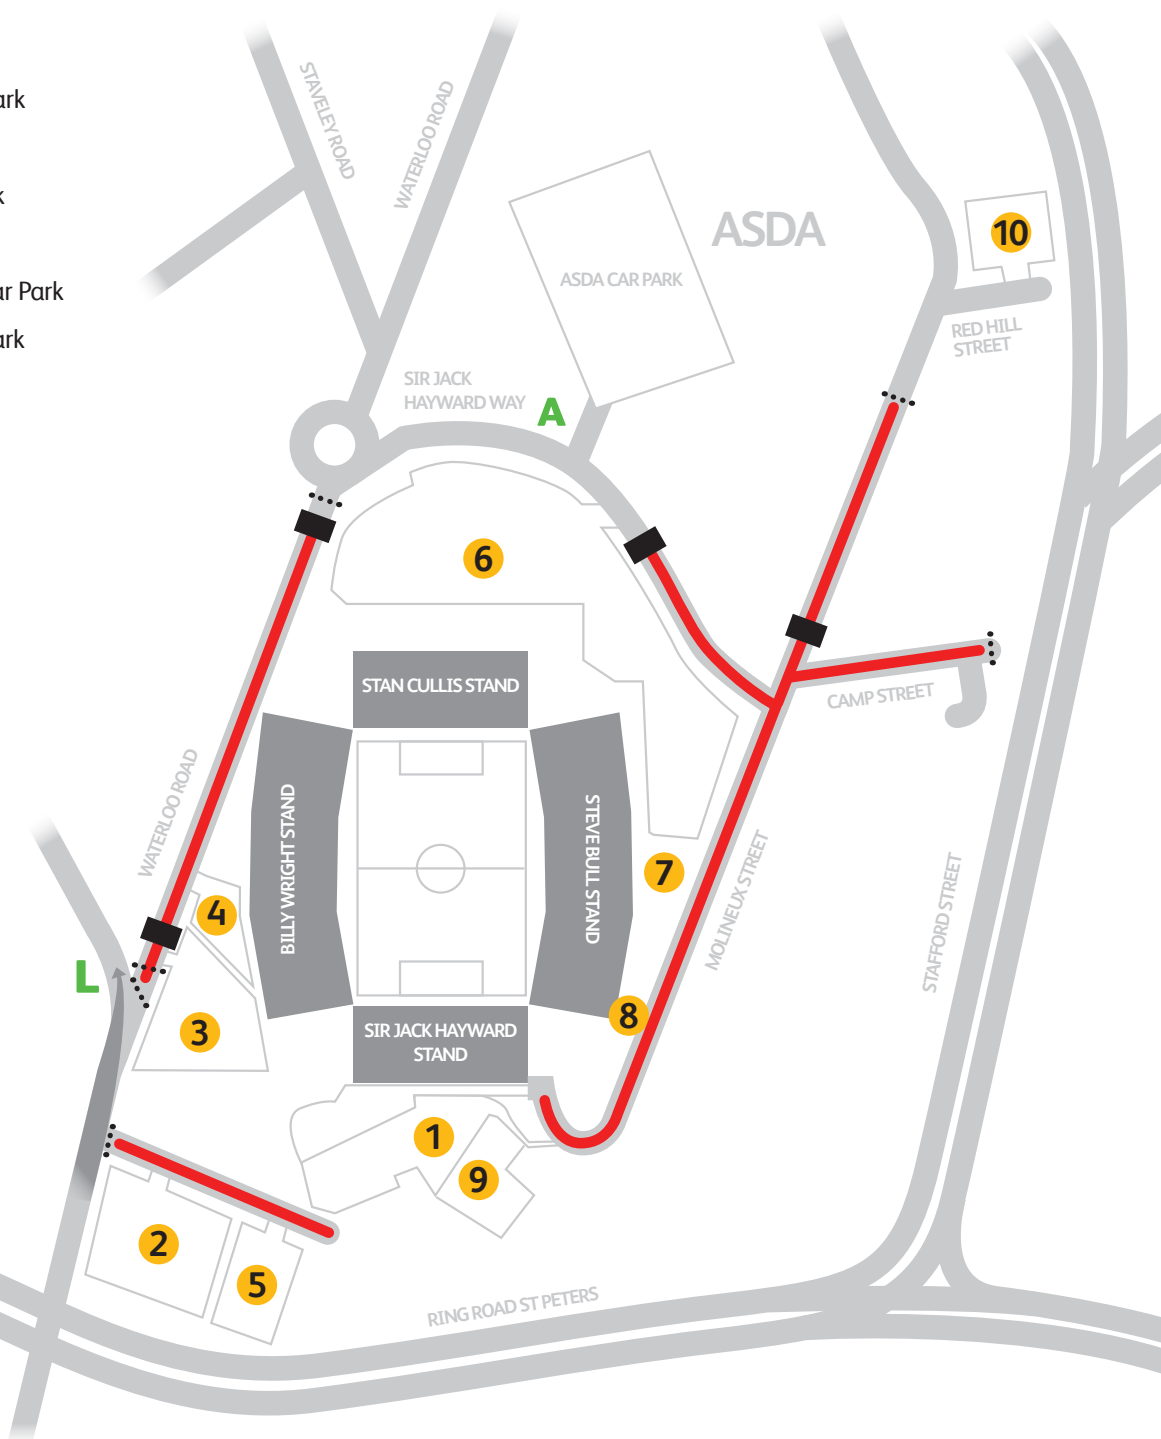 ark
k
ar Park
ark
STAVELEY ROAD
WATERLOO ROAD
ASDA
ASDA CAR PARK
10
RED HILL
STREET
SIR JACK
HAYWARD WAY
A
6
STAN CULLIS STAND
CAMP STREET
WATERLOO ROAD
BILLY WRIGHT STAND
STEVE BULL STAND
7
MOLINEUX STREET
STAFFORD STREET
4
L
3
8
SIR JACK HAYWARD
STAND
1
9
2
5
RING ROAD ST PETERS